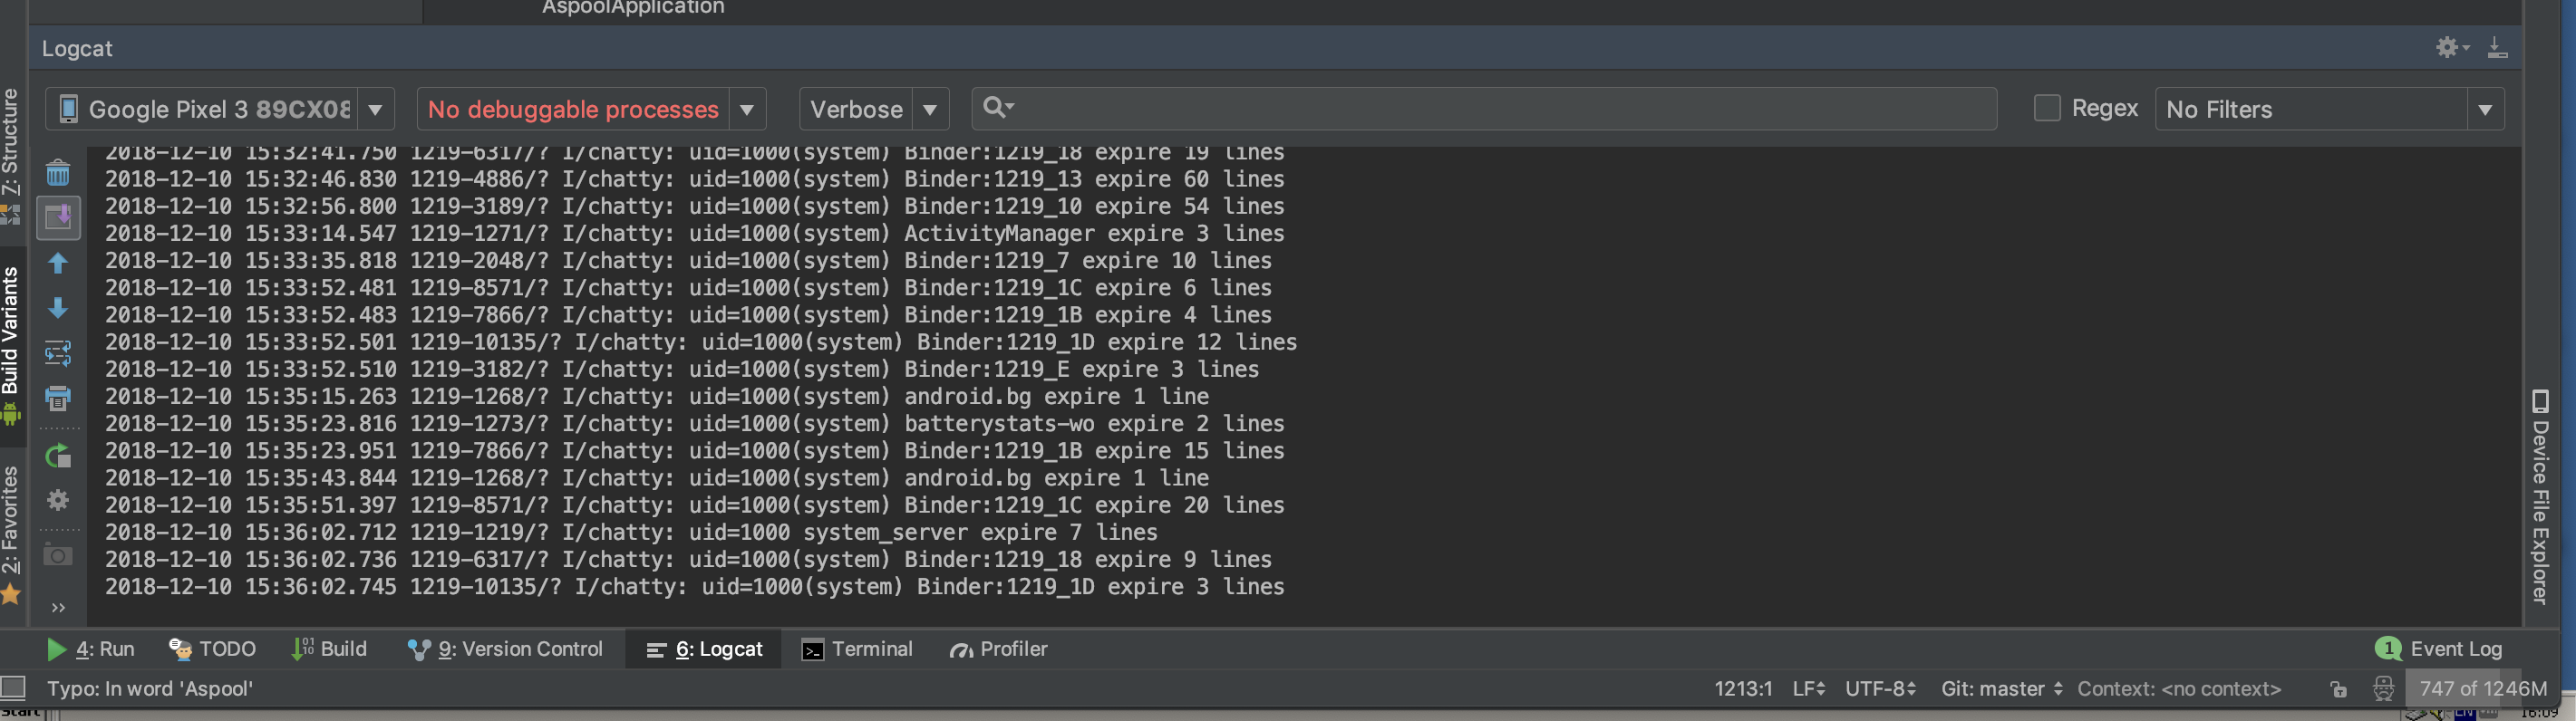 AspoolApplication
Logcat
Google Pixel 3 89CX08
No debuggable processes
Verbose
Regex
No Filters
2018-12-10 15:32:41.750 1219-6317/? I/chatty: uid=1000(system) Binder:1219_18 expire 19 lines
2018-12-10 15:32:46.830 1219-4886/? I/chatty: uid=1000(system) Binder:1219_13 expire 60 lines
2018-12-10 15:32:56.800 1219-3189/? I/chatty: uid=1000(system) Binder:1219_10 expire 54 lines
2018-12-10 15:33:14.547 1219-1271/? I/chatty: uid=1000(system) ActivityManager expire 3 lines
2018-12-10 15:33:35.818 1219-2048/? I/chatty: uid=1000(system) Binder:1219_7 expire 10 lines
2018-12-10 15:33:52.481 1219-8571/? I/chatty: uid=1000(system) Binder:1219_1C expire 6 lines
2018-12-10 15:33:52.483 1219-7866/? I/chatty: uid=1000(system) Binder:1219_1B expire 4 lines
2018-12-10 15:33:52.501 1219-10135/? I/chatty: uid=1000(system) Binder:1219_1D expire 12 lines
2018-12-10 15:33:52.510 1219-3182/? I/chatty: uid=1000(system) Binder:1219_E expire 3 lines
2018-12-10 15:35:15.263 1219-1268/? I/chatty: uid=1000(system) android.bg expire 1 line
2018-12-10 15:35:23.816 1219-1273/? I/chatty: uid=1000(system) batterystats-wo expire 2 lines
2018-12-10 15:35:23.951 1219-7866/? I/chatty: uid=1000(system) Binder:1219_1B expire 15 lines
2018-12-10 15:35:43.844 1219-1268/? I/chatty: uid=1000(system) android.bg expire 1 line
2018-12-10 15:35:51.397 1219-8571/? I/chatty: uid=1000(system) Binder:1219_1C expire 20 lines
2018-12-10 15:36:02.712 1219-1219/? I/chatty: uid=1000 system_server expire 7 lines
2018-12-10 15:36:02.736 1219-6317/? I/chatty: uid=1000(system) Binder:1219_18 expire 9 lines
2018-12-10 15:36:02.745 1219-10135/? I/chatty: uid=1000(system) Binder:1219_1D expire 3 lines
7: Structure
Build Variants
2: Favorites
Device File Explorer
4: Run
TODO
Build
9: Version Control
6: Logcat
Terminal
Profiler
1 Event Log
Typo: In word 'Aspool'
1213:1
LF
UTF-8
Git: master
Context: <no context>
747 of 1246M
Start
EN
16:09